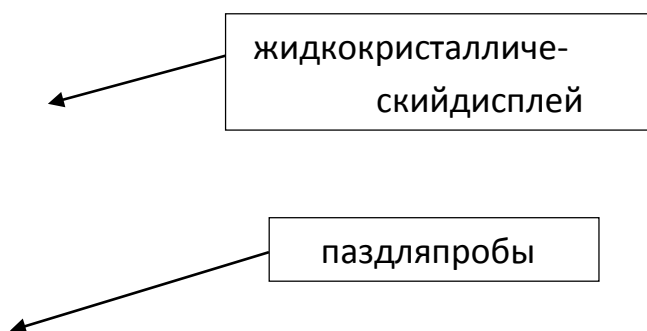 жидкокристалличе-
скийдисплей
паздляпробы